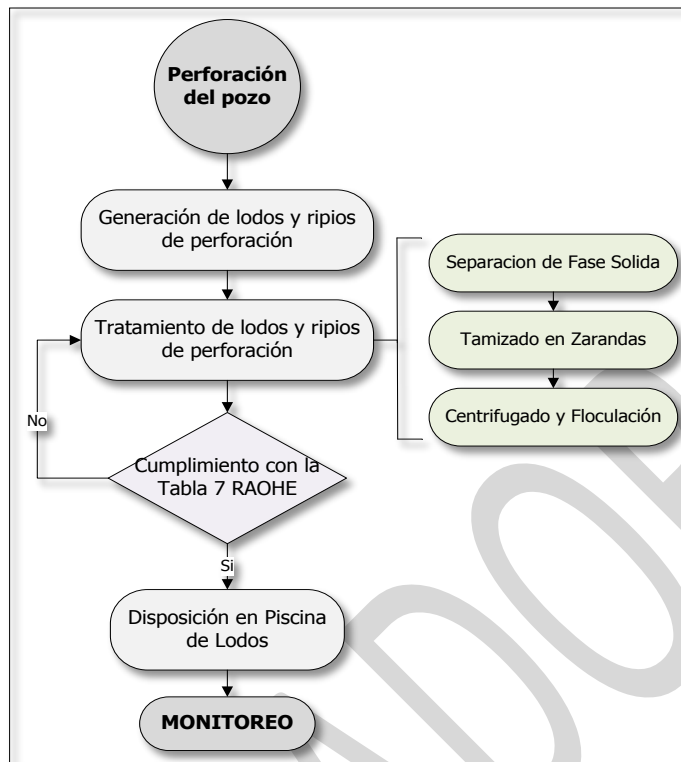 Perforación
del pozo
Generación de lodos y ripios
de perforación
Tratamiento de lodos y ripios
de perforación
Separacion de Fase Solida
Tamizado en Zarandas
Centrifugado y Floculación
No
Cumplimiento con la
Tabla 7 RAOHE
Si
Disposición en Piscina
de Lodos
MONITOREO